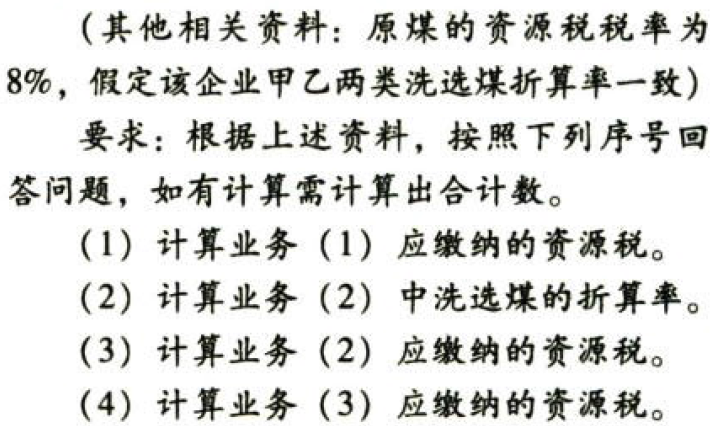 (其他相关资料：原煤的资源税税率为
8%，假定该企业甲乙两类洗选煤折算率一致)
要求：根据上述资料，按照下列序号回
答问题，如有计算需计算出合计数。
(1) 计算业务 (1) 应缴纳的资源税。
(2) 计算业务 (2) 中洗选煤的折算率。
(3) 计算业务 (2) 应缴纳的资源税。
(4) 计算业务 (3) 应缴纳的资源税。